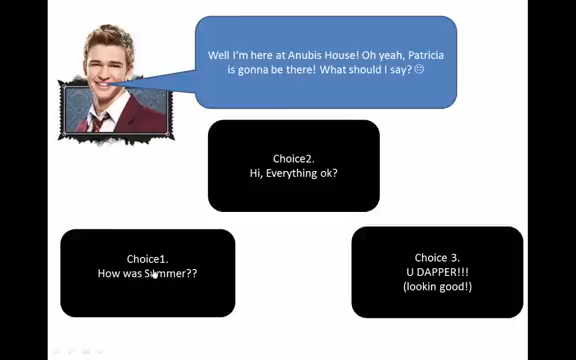 Well I'm here at Anubis House! Oh yeah, Patricia
is gonna be there! What should I say? ☹
Choice2.
Hi, Everything ok?
Choice1.
How was Summer??
Choice 3.
U DAPPER!!!
(lookin good!)